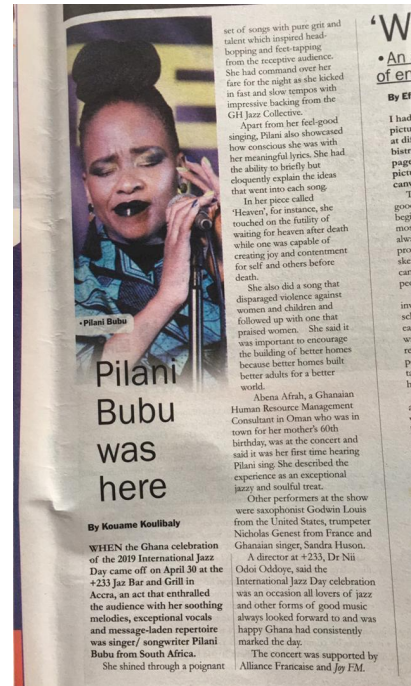 • Pilani Bubu
Pilani
Bubu
was
here
By Kouame Koulibaly
WHEN the Ghana celebration
of the 2019 International Jazz
Day came off on April 30 at the
+233 Jaz Bar and Grill in
Accra, an act that enthralled
the audience with her soothing
melodies, exceptional vocals
and message-laden repertoire
was singer/ songwriter Pilani
Bubu from South Africa.
She shined through a poignant
set of songs with pure grit and
talent which inspired head-
bopping and feet-tapping
from the receptive audience.
She had command over her
fare for the night as she kicked
in fast and slow tempos with
impressive backing from the
GH Jazz Collective.
Apart from her feel-good
singing, Pilani also showcased
how conscious she was with
her meaningful lyrics. She had
the ability to briefly but
eloquently explain the ideas
that went into each song.
In her piece called
'Heaven', for instance, she
touched on the futility of
waiting for heaven after death
while one was capable of
creating joy and contentment
for self and others before
death.
She also did a song that
disparaged violence against
women and children and
followed up with one that
praised women. She said it
was important to encourage
the building of better homes
because better homes built
better adults for a better
world.
Abena Afrah, a Ghanaian
Human Resource Management
Consultant in Oman who was in
town for her mother's 60th
birthday, was at the concert and
said it was her first time hearing
Pilani sing. She described the
experience as an exceptional
jazzy and soulful treat.
Other performers at the show
were saxophonist Godwin Louis
from the United States, trumpeter
Nicholas Genest from France and
Ghanaian singer, Sandra Huson.
A director at +233, Dr Nii
Odoi Oddoye, said the
International Jazz Day celebration
was an occasion all lovers of jazz
and other forms of good music
always looked forward to and was
happy Ghana had consistently
marked the day.
The concert was supported by
Alliance Francaise and Joy FM.
'W
• An
of en
By Ef
I had
pictu
at di
bistr
page
pict
cam